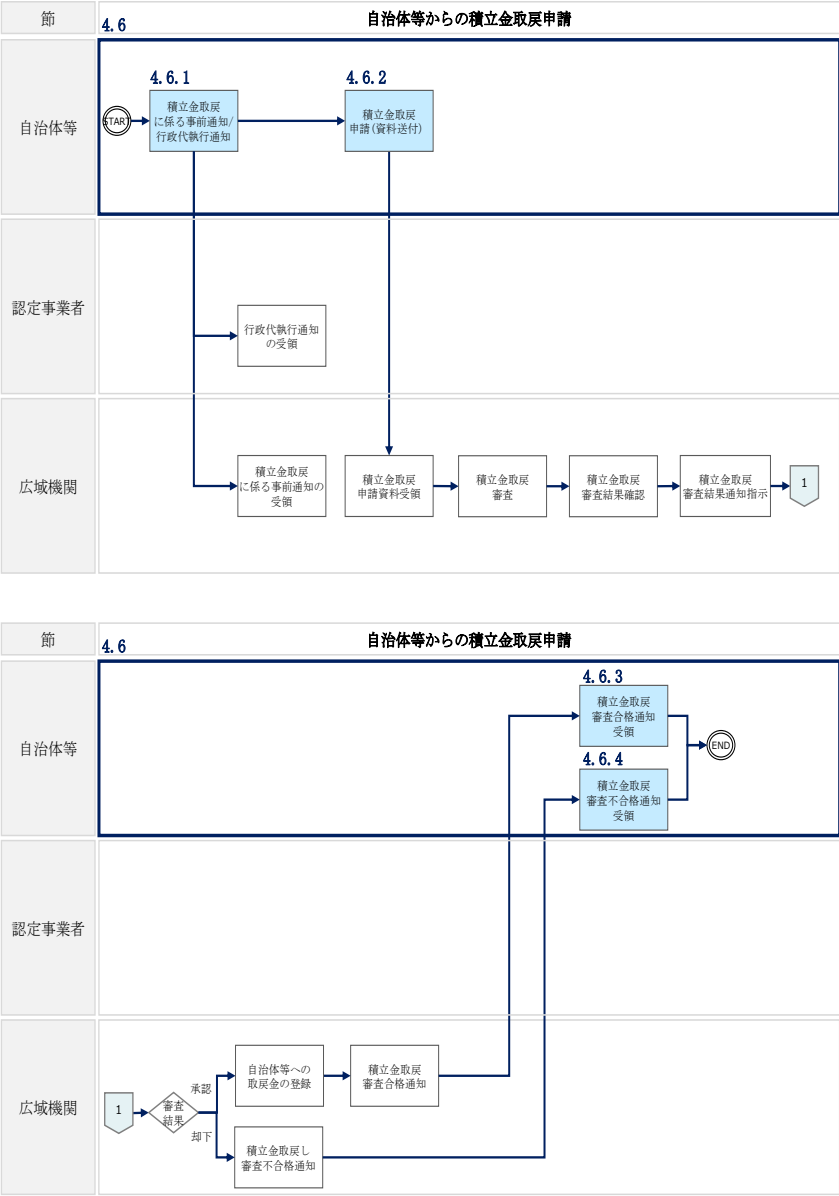 節
4.6
自治体等からの積立金取戻申請
自治体等
START
4.6.1
積立金取戻
に係る事前通知/
行政代執行通知
4.6.2
積立金取戻
申請(資料送付)
認定事業者
行政代執行通知
の受領
広域機関
積立金取戻
に係る事前通知の
受領
積立金取戻
申請資料受領
積立金取戻
審査
積立金取戻
審査結果確認
積立金取戻
審査結果通知指示
1
節
4.6
自治体等からの積立金取戻申請
自治体等
4.6.3
積立金取戻
審査合格通知
受領
4.6.4
積立金取戻
審査不合格通知
受領
END
認定事業者
広域機関
1
審査
結果
承認
却下
自治体等への
取戻金の登録
積立金取戻
審査合格通知
積立金取戻し
審査不合格通知